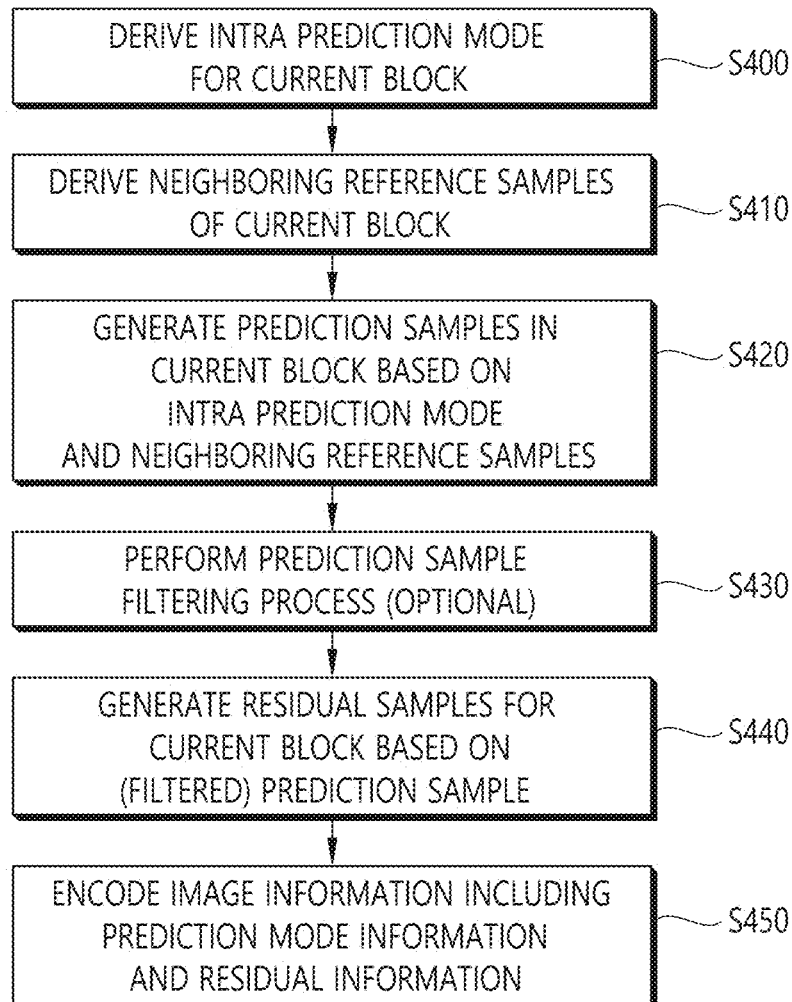 DERIVE INTRA PREDICTION MODE
FOR CURRENT BLOCK
S400
DERIVE NEIGHBORING REFERENCE SAMPLES
OF CURRENT BLOCK
S410
GENERATE PREDICTION SAMPLES IN
CURRENT BLOCK BASED ON
INTRA PREDICTION MODE
AND NEIGHBORING REFERENCE SAMPLES
S420
PERFORM PREDICTION SAMPLE
FILTERING PROCESS (OPTIONAL)
S430
GENERATE RESIDUAL SAMPLES FOR
CURRENT BLOCK BASED ON
(FILTERED) PREDICTION SAMPLE
S440
ENCODE IMAGE INFORMATION INCLUDING
PREDICTION MODE INFORMATION
AND RESIDUAL INFORMATION
S450